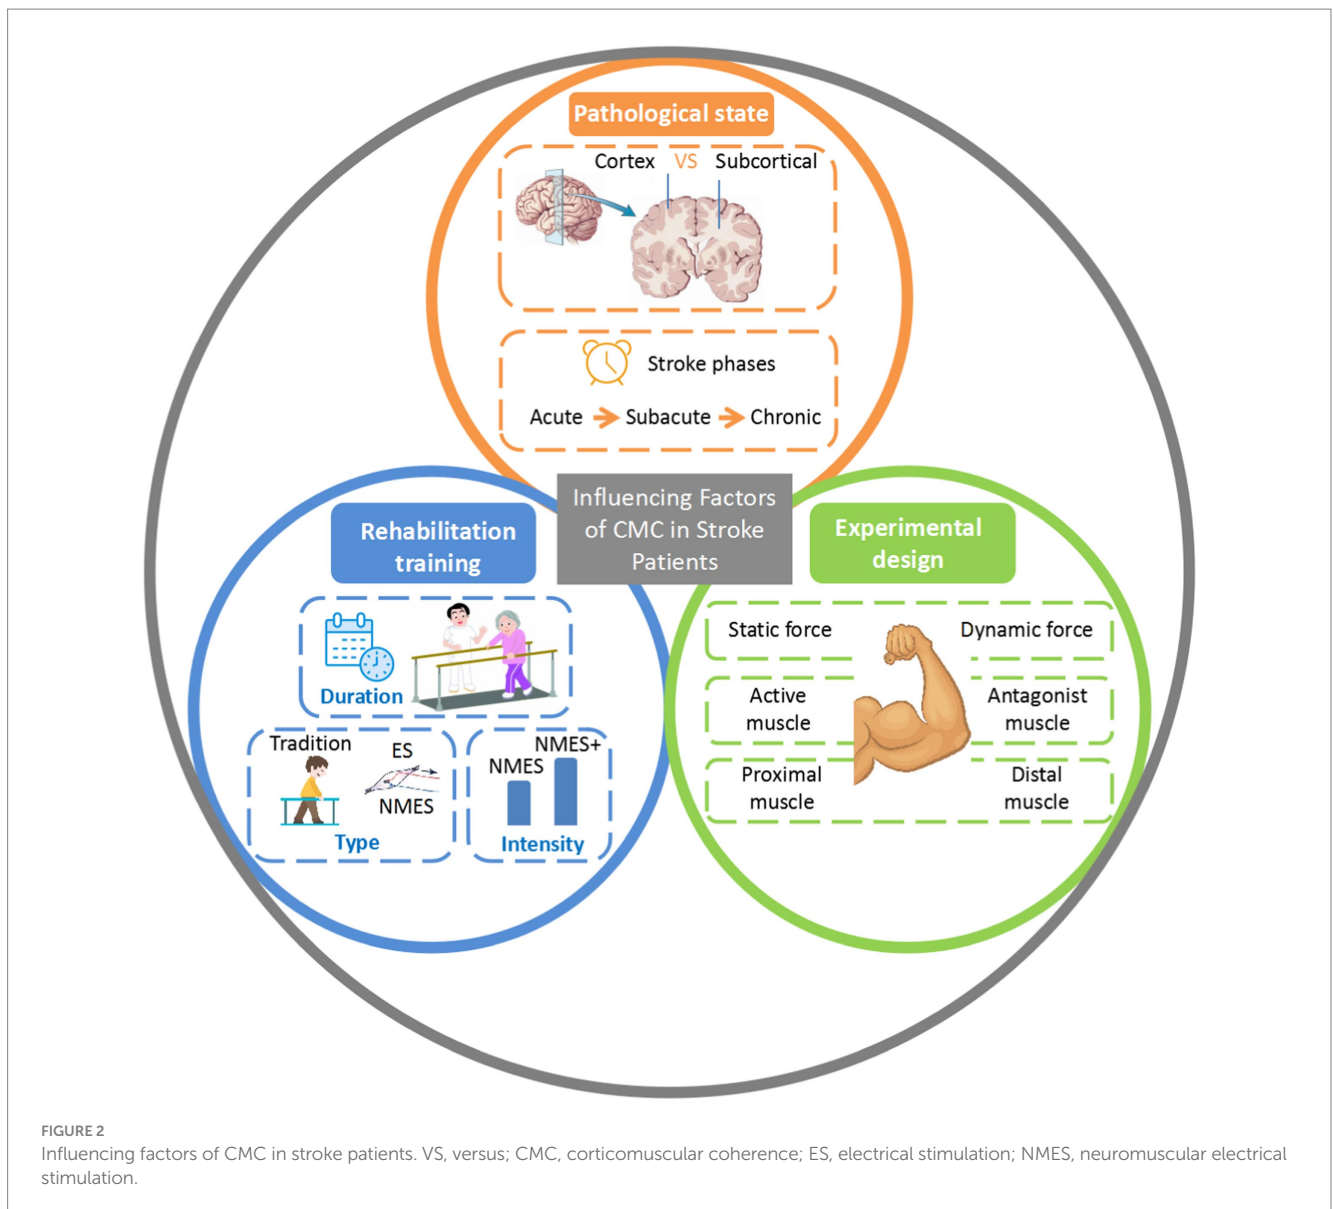 Pathological state
Cortex VS Subcortical
Stroke phases
Acute Subacute Chronic
Influencing Factors
of CMC in Stroke
Patients
Rehabilitation
training
Duration
Tradition
ES
NMES
Type
NMES+
NMES
Intensity
Experimental
design
Static force
Dynamic force
Active
muscle
Antagonist
muscle
Proximal
muscle
Distal
muscle
FIGURE 2
Influencing factors of CMC in stroke patients. VS, versus; CMC, corticomuscular coherence; ES, electrical stimulation; NMES, neuromuscular electrical
stimulation.